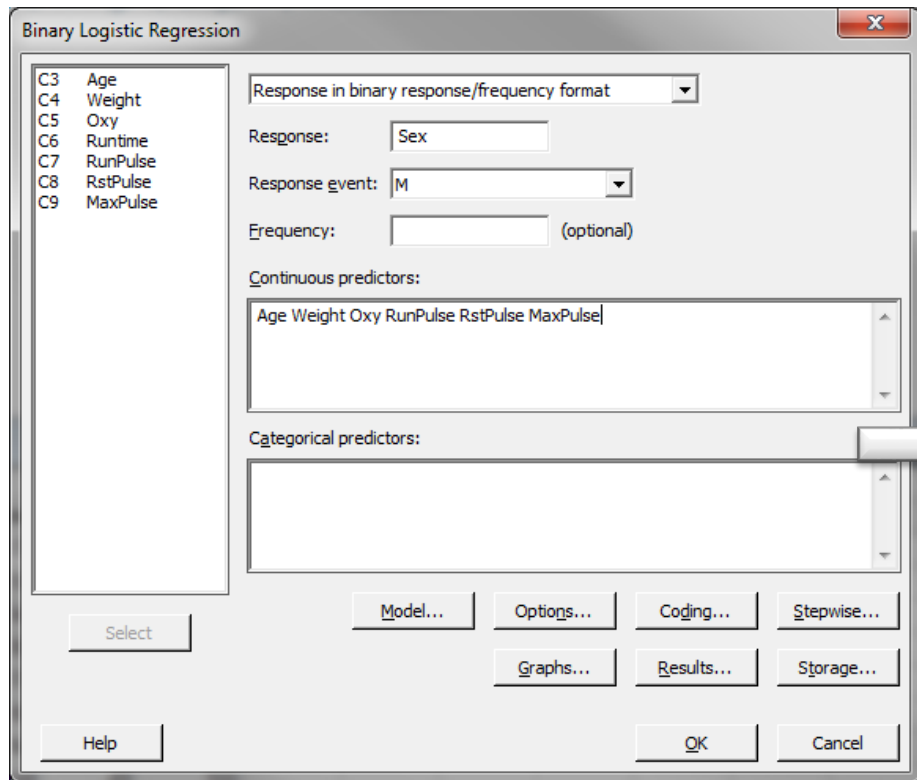 Binary Logistic Regression
C3 Age
C4 Weight
C5 Oxy
C6 Runtime
C7 RunPulse
C8 RstPulse
C9 MaxPulse
Response in binary response/frequency format
Response: Sex
Response event: M
Frequency: (optional)
Continuous predictors:
Age Weight Oxy RunPulse RstPulse MaxPulse
Categorical predictors:
Model... Options... Coding... Stepwise...
Select
Graphs... Results... Storage...
Help OK Cancel